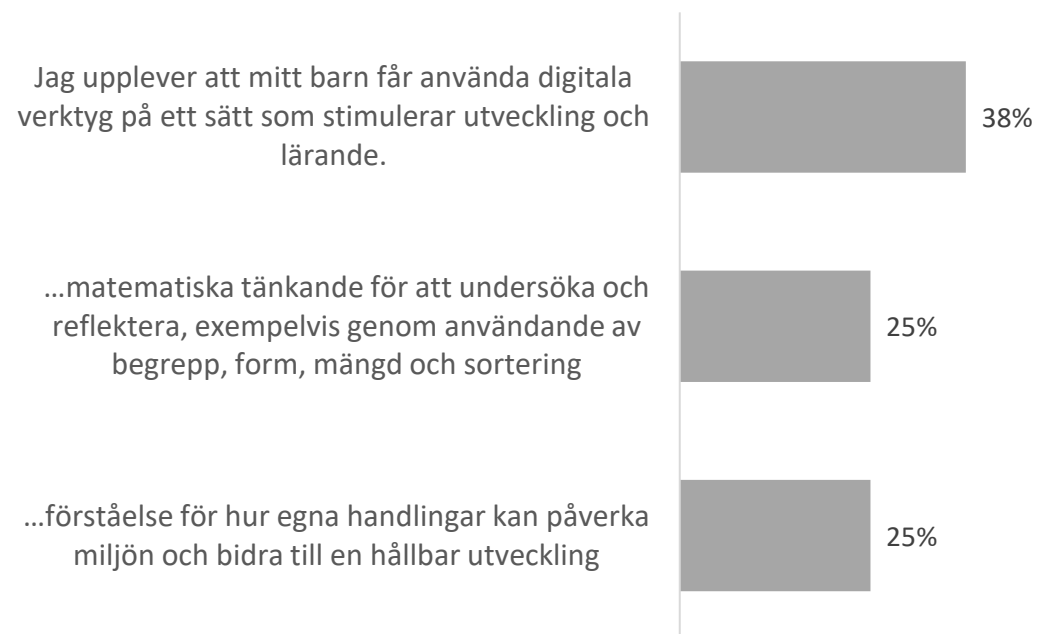 Jag upplever att mitt barn får använda digitala
verktyg på ett sätt som stimulerar utveckling och
lärande.
38%
…matematiska tänkande för att undersöka och
reflektera, exempelvis genom användande av
begrepp, form, mängd och sortering
25%
…förståelse för hur egna handlingar kan påverka
miljön och bidra till en hållbar utveckling
25%